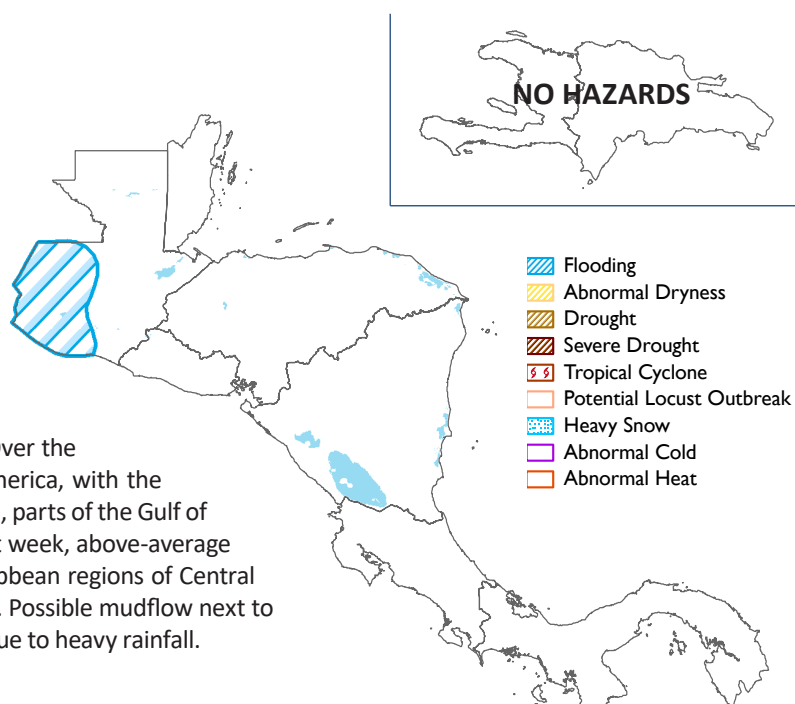 NO HAZARDS
Flooding
Abnormal Dryness
Drought
Severe Drought
Tropical Cyclone
Potential Locust Outbreak
Heavy Snow
Abnormal Cold
Abnormal Heat
Over the
merica, with the
, parts of the Gulf of
t week, above-average
bbean regions of Central
. Possible mudflow next to
ue to heavy rainfall.